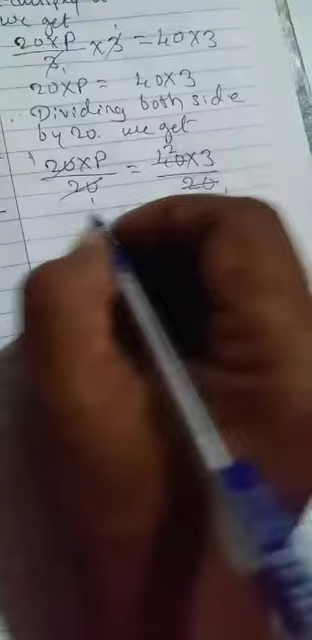 we get
20×P/3 × 3 = 40×3
20×P = 40×3
∴ Dividing both side
by 20. we get
20×P/20 = 40×3/20